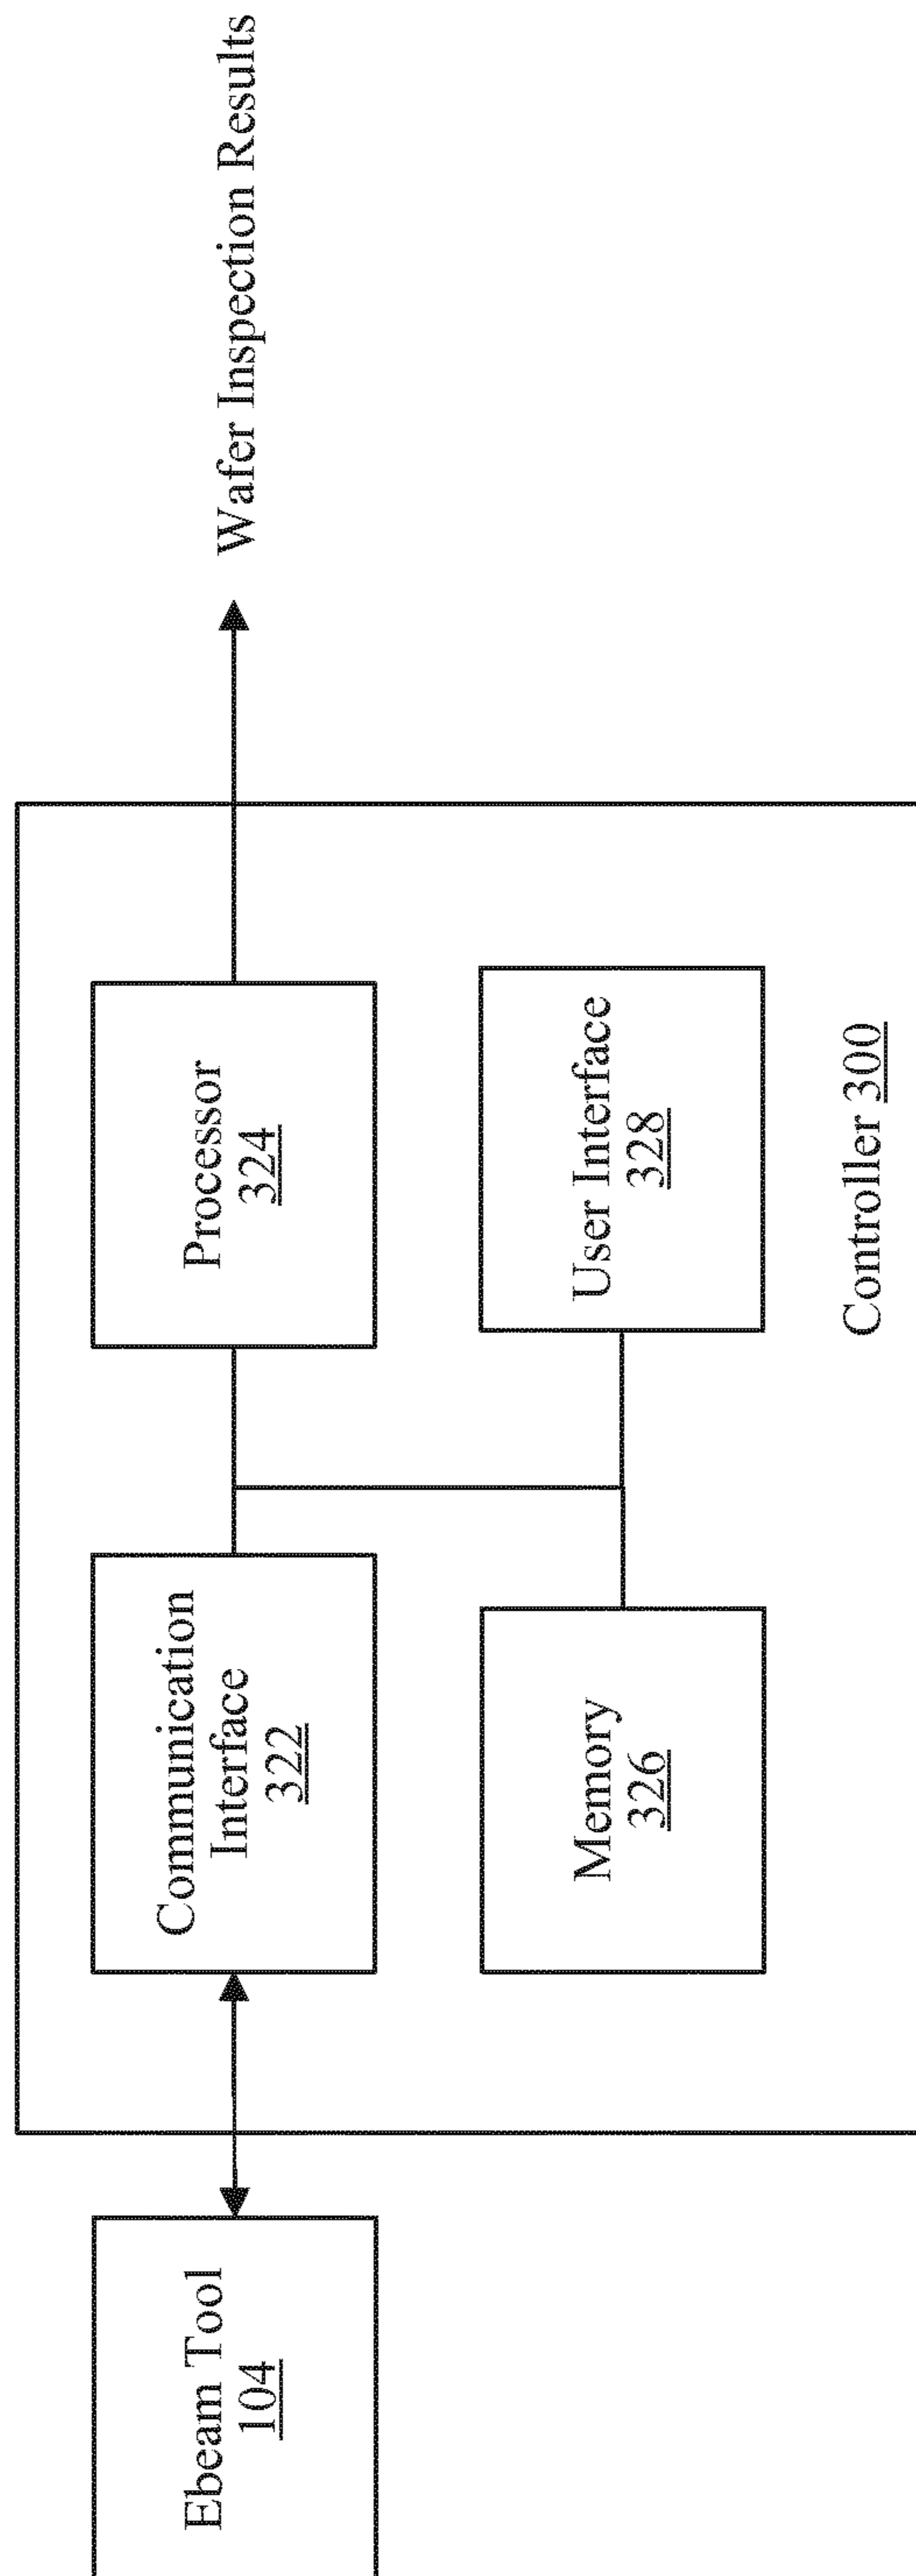 Ebeam Tool
104
Communication
Interface
322
Processor
324
Wafer Inspection Results
Memory
326
User Interface
328
Controller 300